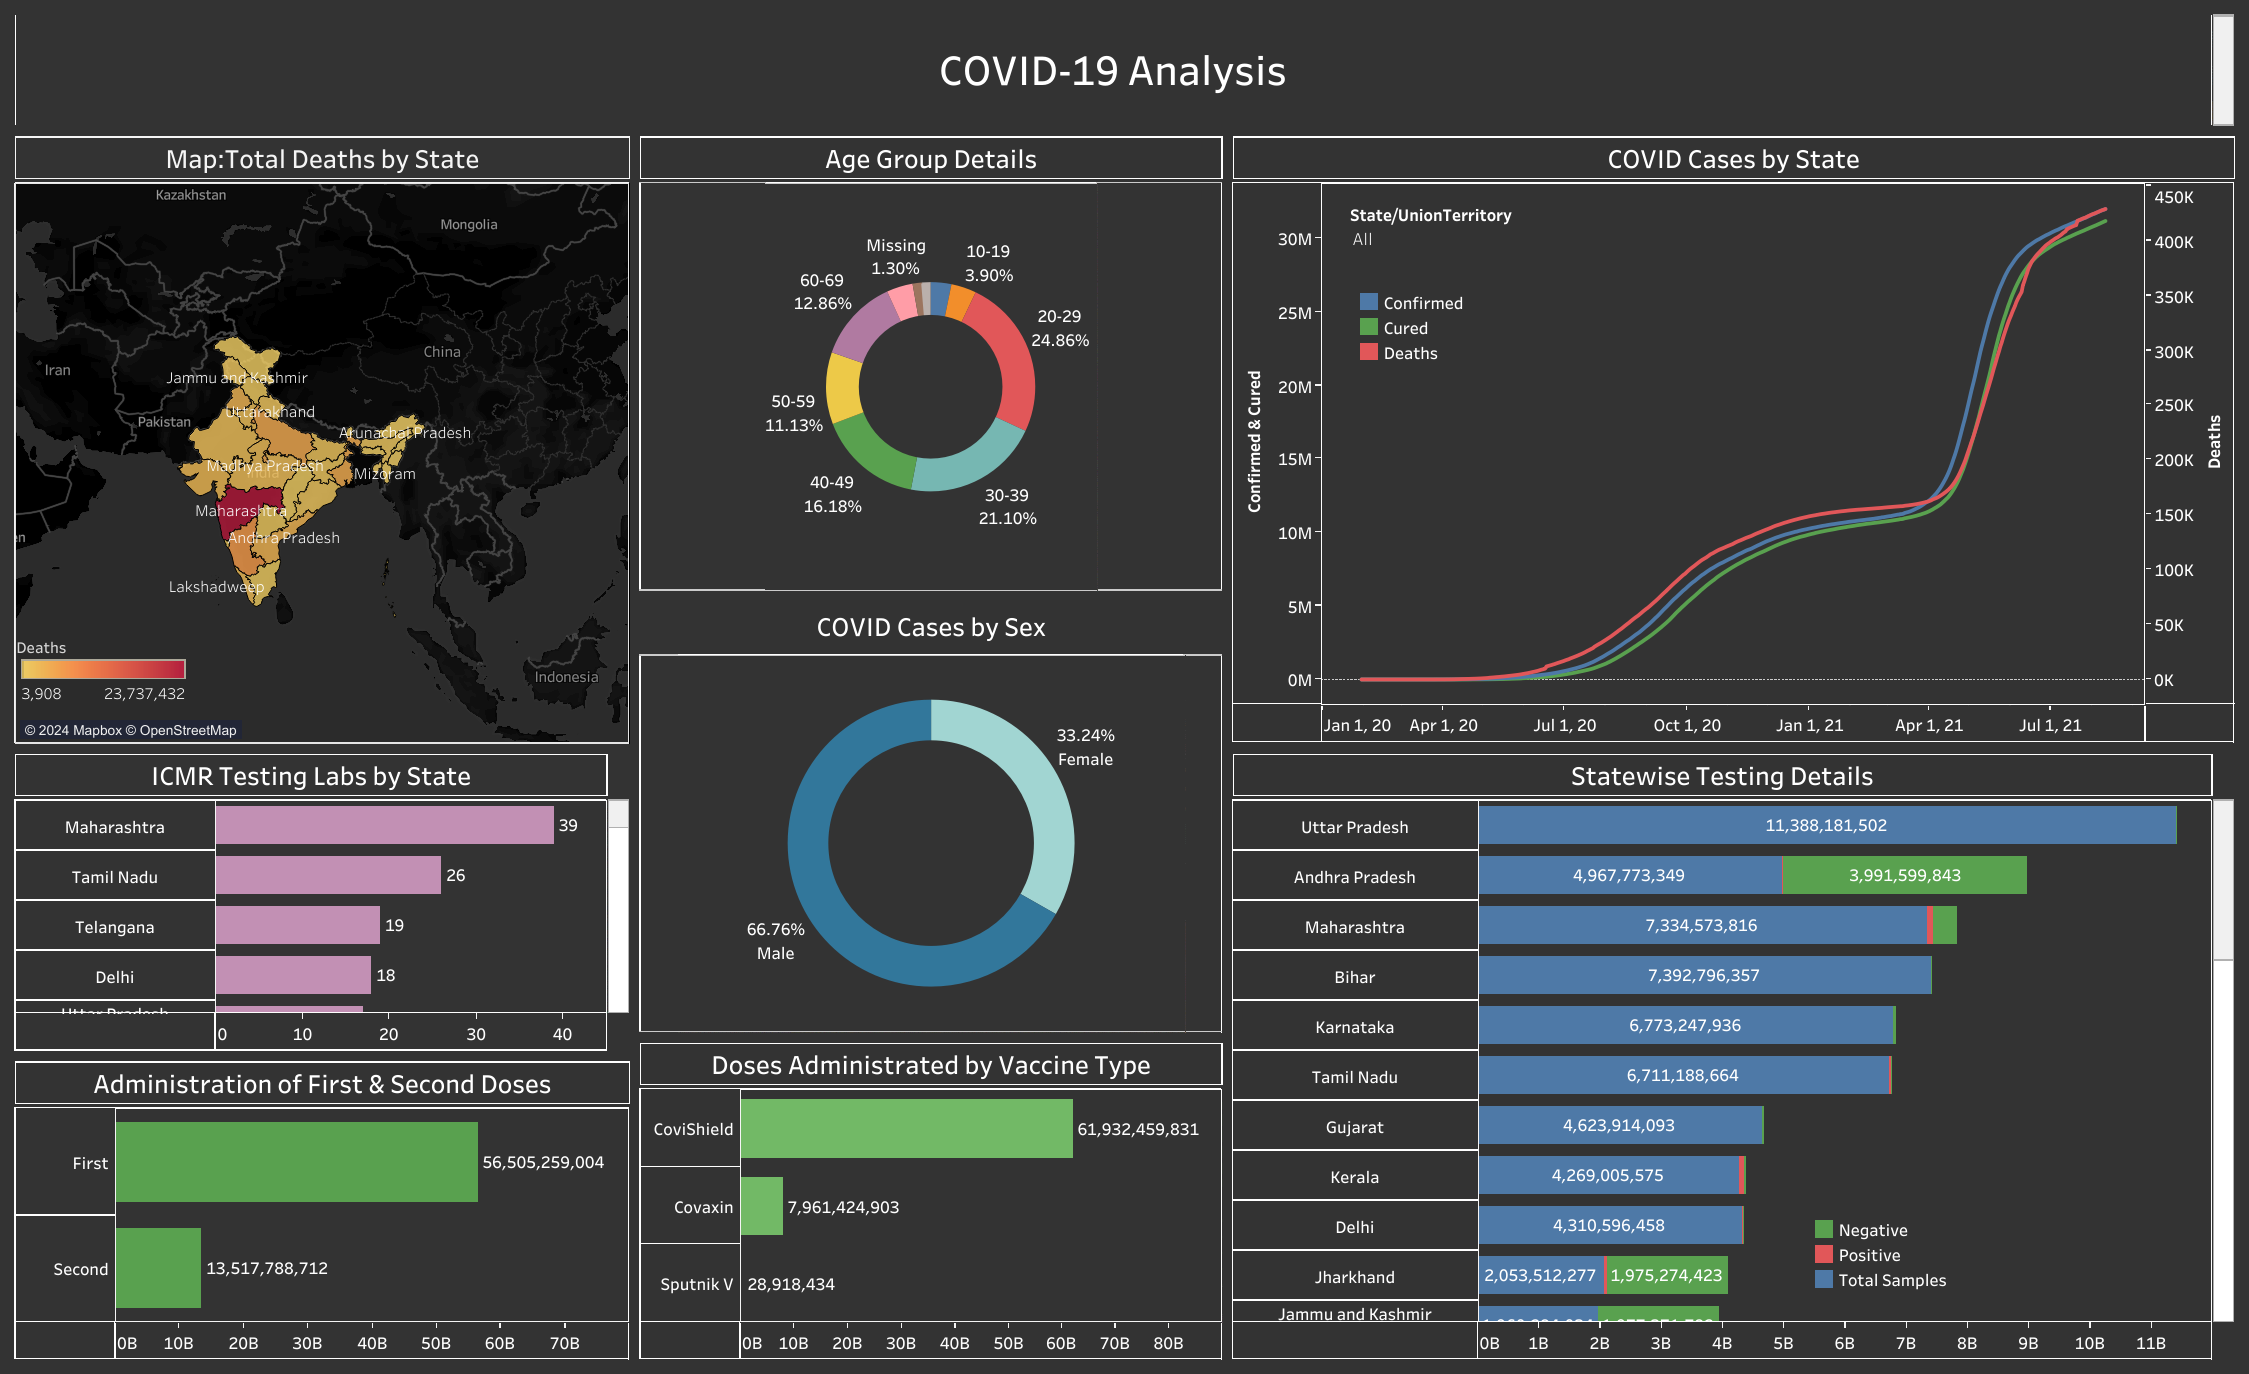 COVID-19 Analysis
Map:Total Deaths by State
Kazakhstan
Mongolia
China
Iran
Jammu and Kashmir
Uttarakhand
Pakistan
Arunachal Pradesh
Madhya Pradesh
India
Mizoram
Maharashtra
en
Andhra Pradesh
Lakshadweep
Indonesia
Deaths
3,908 23,737,432
© 2024 Mapbox © OpenStreetMap
Age Group Details
Missing
1.30%
10-19
3.90%
60-69
12.86%
20-29
24.86%
50-59
11.13%
40-49
16.18%
30-39
21.10%
COVID Cases by State
State/UnionTerritory
All
Confirmed
Cured
Deaths
Confirmed & Cured
30M
25M
20M
15M
10M
5M
0M
Deaths
450K
400K
350K
300K
250K
200K
150K
100K
50K
0K
Jan 1, 20 Apr 1, 20 Jul 1, 20 Oct 1, 20 Jan 1, 21 Apr 1, 21 Jul 1, 21
COVID Cases by Sex
33.24%
Female
66.76%
Male
ICMR Testing Labs by State
Maharashtra 39
Tamil Nadu 26
Telangana 19
Delhi 18
Uttar Pradesh
0 10 20 30 40
Administration of First & Second Doses
First 56,505,259,004
Second 13,517,788,712
0B 10B 20B 30B 40B 50B 60B 70B
Doses Administrated by Vaccine Type
CoviShield 61,932,459,831
Covaxin 7,961,424,903
Sputnik V 28,918,434
0B 10B 20B 30B 40B 50B 60B 70B 80B
Statewise Testing Details
Uttar Pradesh 11,388,181,502
Andhra Pradesh 4,967,773,349 3,991,599,843
Maharashtra 7,334,573,816
Bihar 7,392,796,357
Karnataka 6,773,247,936
Tamil Nadu 6,711,188,664
Gujarat 4,623,914,093
Kerala 4,269,005,575
Delhi 4,310,596,458
Jharkhand 2,053,512,277 1,975,274,423
Jammu and Kashmir
Negative
Positive
Total Samples
0B 1B 2B 3B 4B 5B 6B 7B 8B 9B 10B 11B